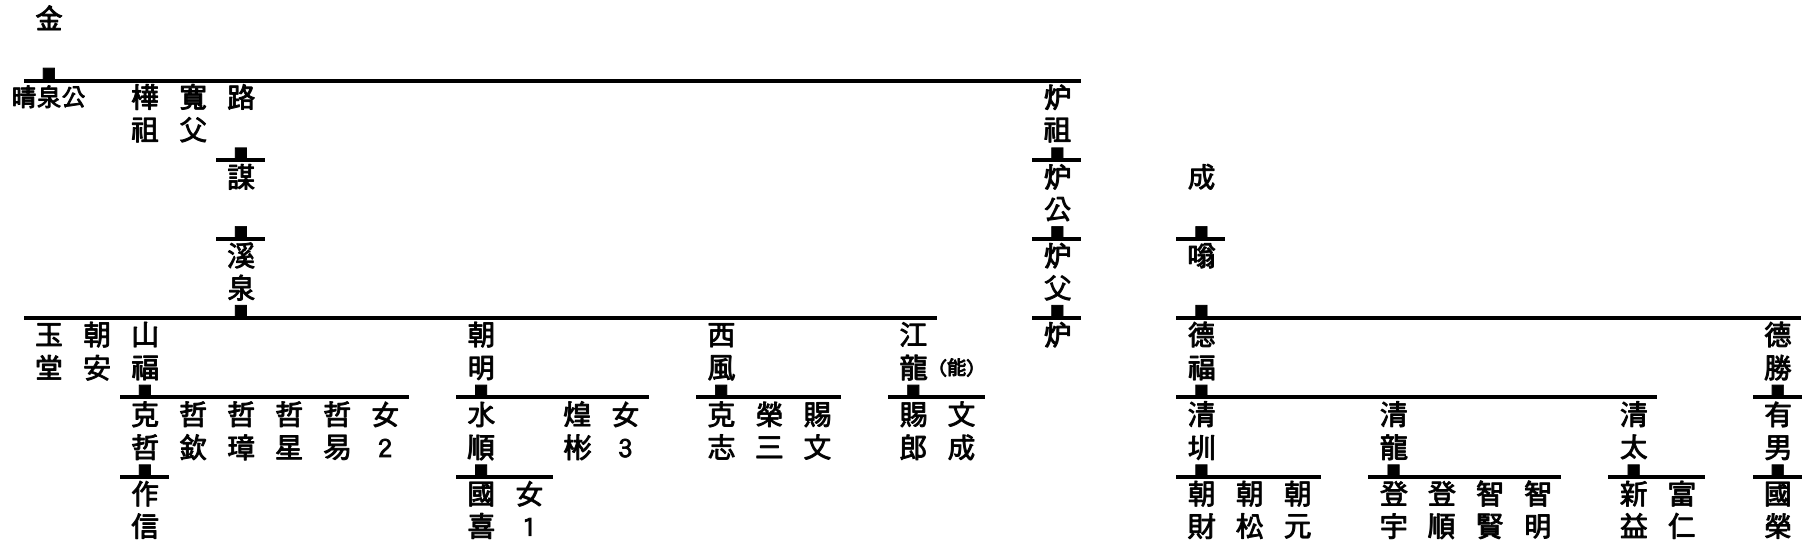 金
晴泉公 樺祖 寬父 路 炉祖
謀 炉公 成
溪泉 炉父 嗡
玉堂 朝安 山福 朝明 西風 江龍(能) 炉 德福 德勝
克哲 哲欽 哲璋 哲星 哲易 女2 水順 煌彬 女3 克志 榮三 賜文 賜郎 文成 清圳 清龍 清太 有男
作信 國喜 女1 朝財 朝松 朝元 登宇 登順 智賢 智明 新益 富仁 國榮